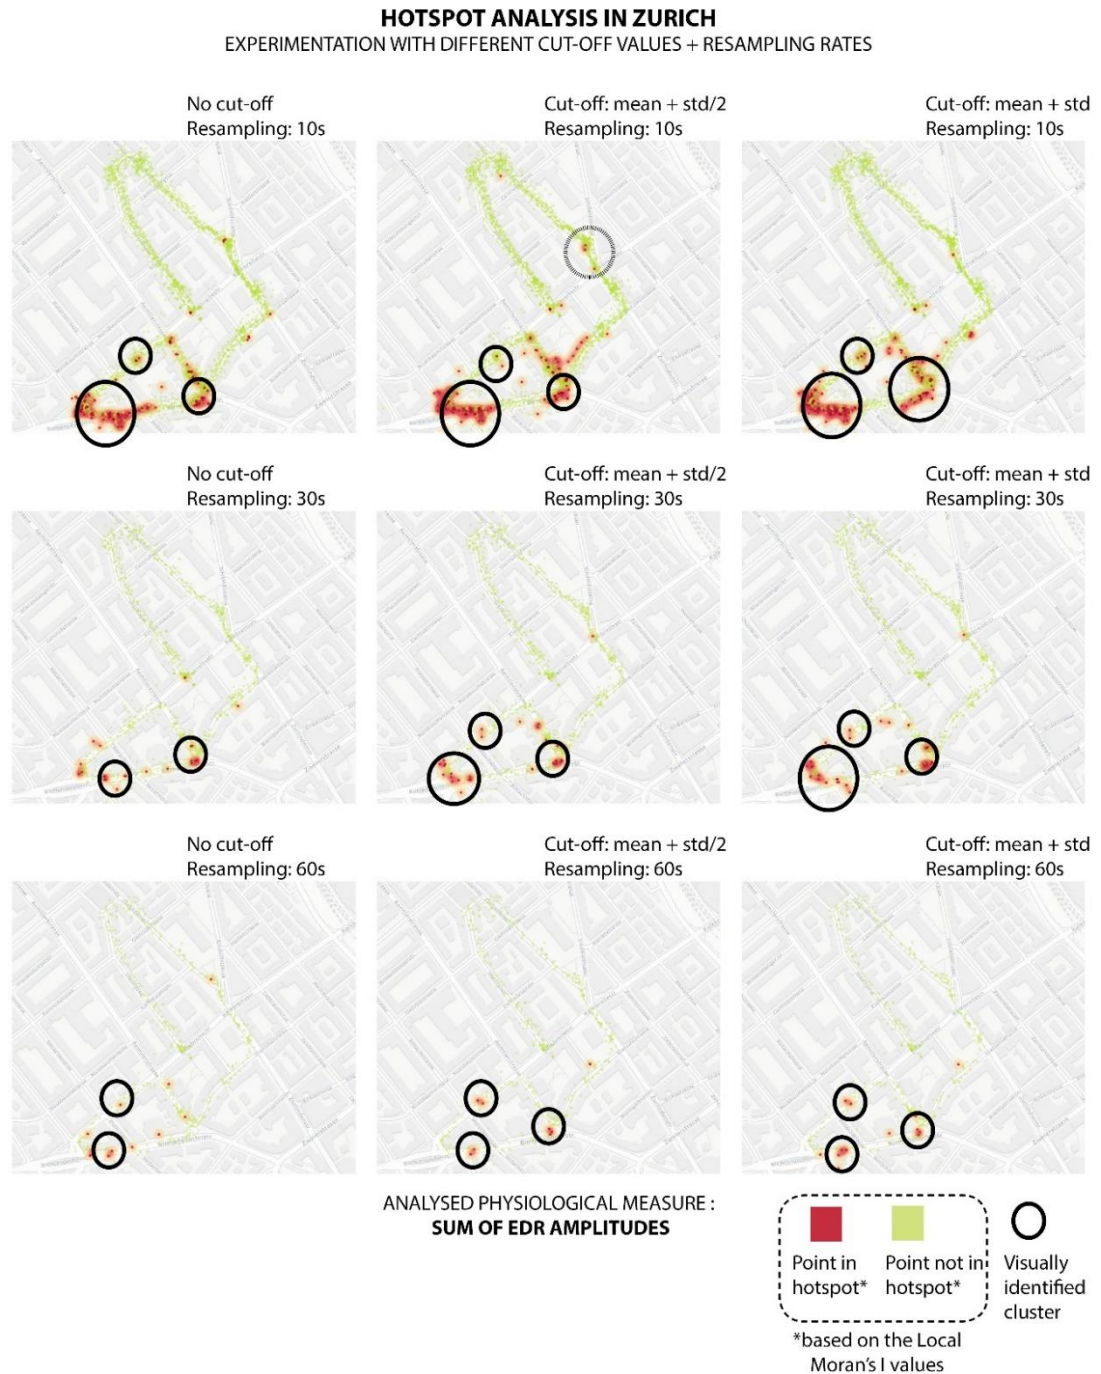 HOTSPOT ANALYSIS IN ZURICH
EXPERIMENTATION WITH DIFFERENT CUT-OFF VALUES + RESAMPLING RATES
No cut-off
Resampling: 10s
Cut-off: mean + std/2
Resampling: 10s
Cut-off: mean + std
Resampling: 10s
No cut-off
Resampling: 30s
Cut-off: mean + std/2
Resampling: 30s
Cut-off: mean + std
Resampling: 30s
No cut-off
Resampling: 60s
Cut-off: mean + std/2
Resampling: 60s
Cut-off: mean + std
Resampling: 60s
ANALYSED PHYSIOLOGICAL MEASURE :
SUM OF EDR AMPLITUDES
Point in
hotspot*
Point not in
hotspot*
Visually
identified
cluster
*based on the Local
Moran's I values